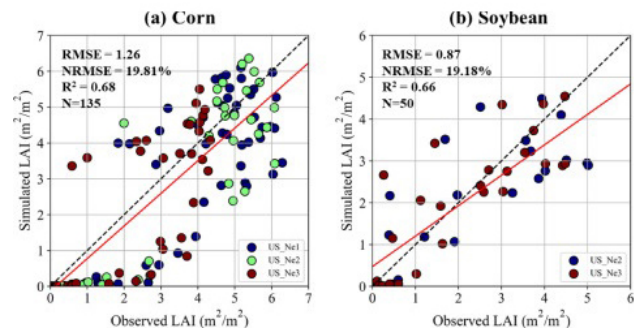 (a) Corn
RMSE = 1.26
NRMSE = 19.81%
R² = 0.68
N=135
Simulated LAI (m²/m²)
7
6
5
4
3
2
1
0
US_Ne1
US_Ne2
US_Ne3
0 1 2 3 4 5 6 7
Observed LAI (m²/m²)
(b) Soybean
RMSE = 0.87
NRMSE = 19.18%
R² = 0.66
N=50
Simulated LAI (m²/m²)
6
5
4
3
2
1
0
US_Ne2
US_Ne3
0 2 4 6
Observed LAI (m²/m²)